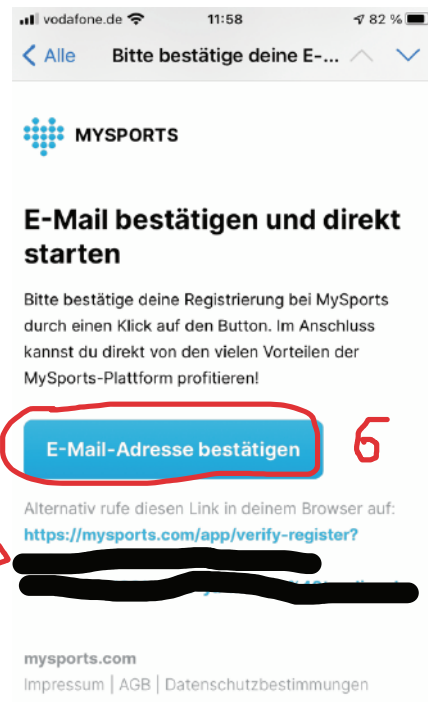 vodafone.de 11:58 82 %
Alle Bitte bestätige deine E-...
MYSPORTS
E-Mail bestätigen und direkt
starten
Bitte bestätige deine Registrierung bei MySports
durch einen Klick auf den Button. Im Anschluss
kannst du direkt von den vielen Vorteilen der
MySports-Plattform profitieren!
E-Mail-Adresse bestätigen 6
Alternativ rufe diesen Link in deinem Browser auf:
https://mysports.com/app/verify-register?
mysports.com
Impressum | AGB | Datenschutzbestimmungen